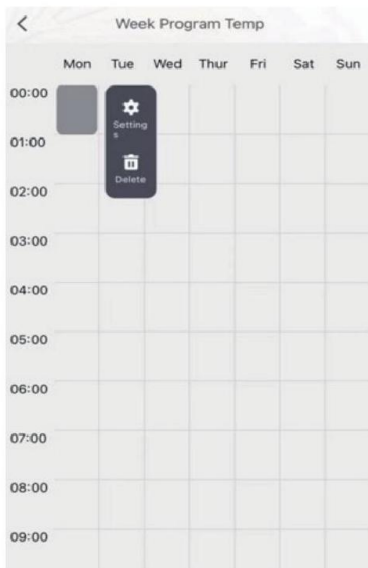 Week Program Temp
Mon Tue Wed Thur Fri Sat Sun
00:00
Setting
s
01:00
Delete
02:00
03:00
04:00
05:00
06:00
07:00
08:00
09:00